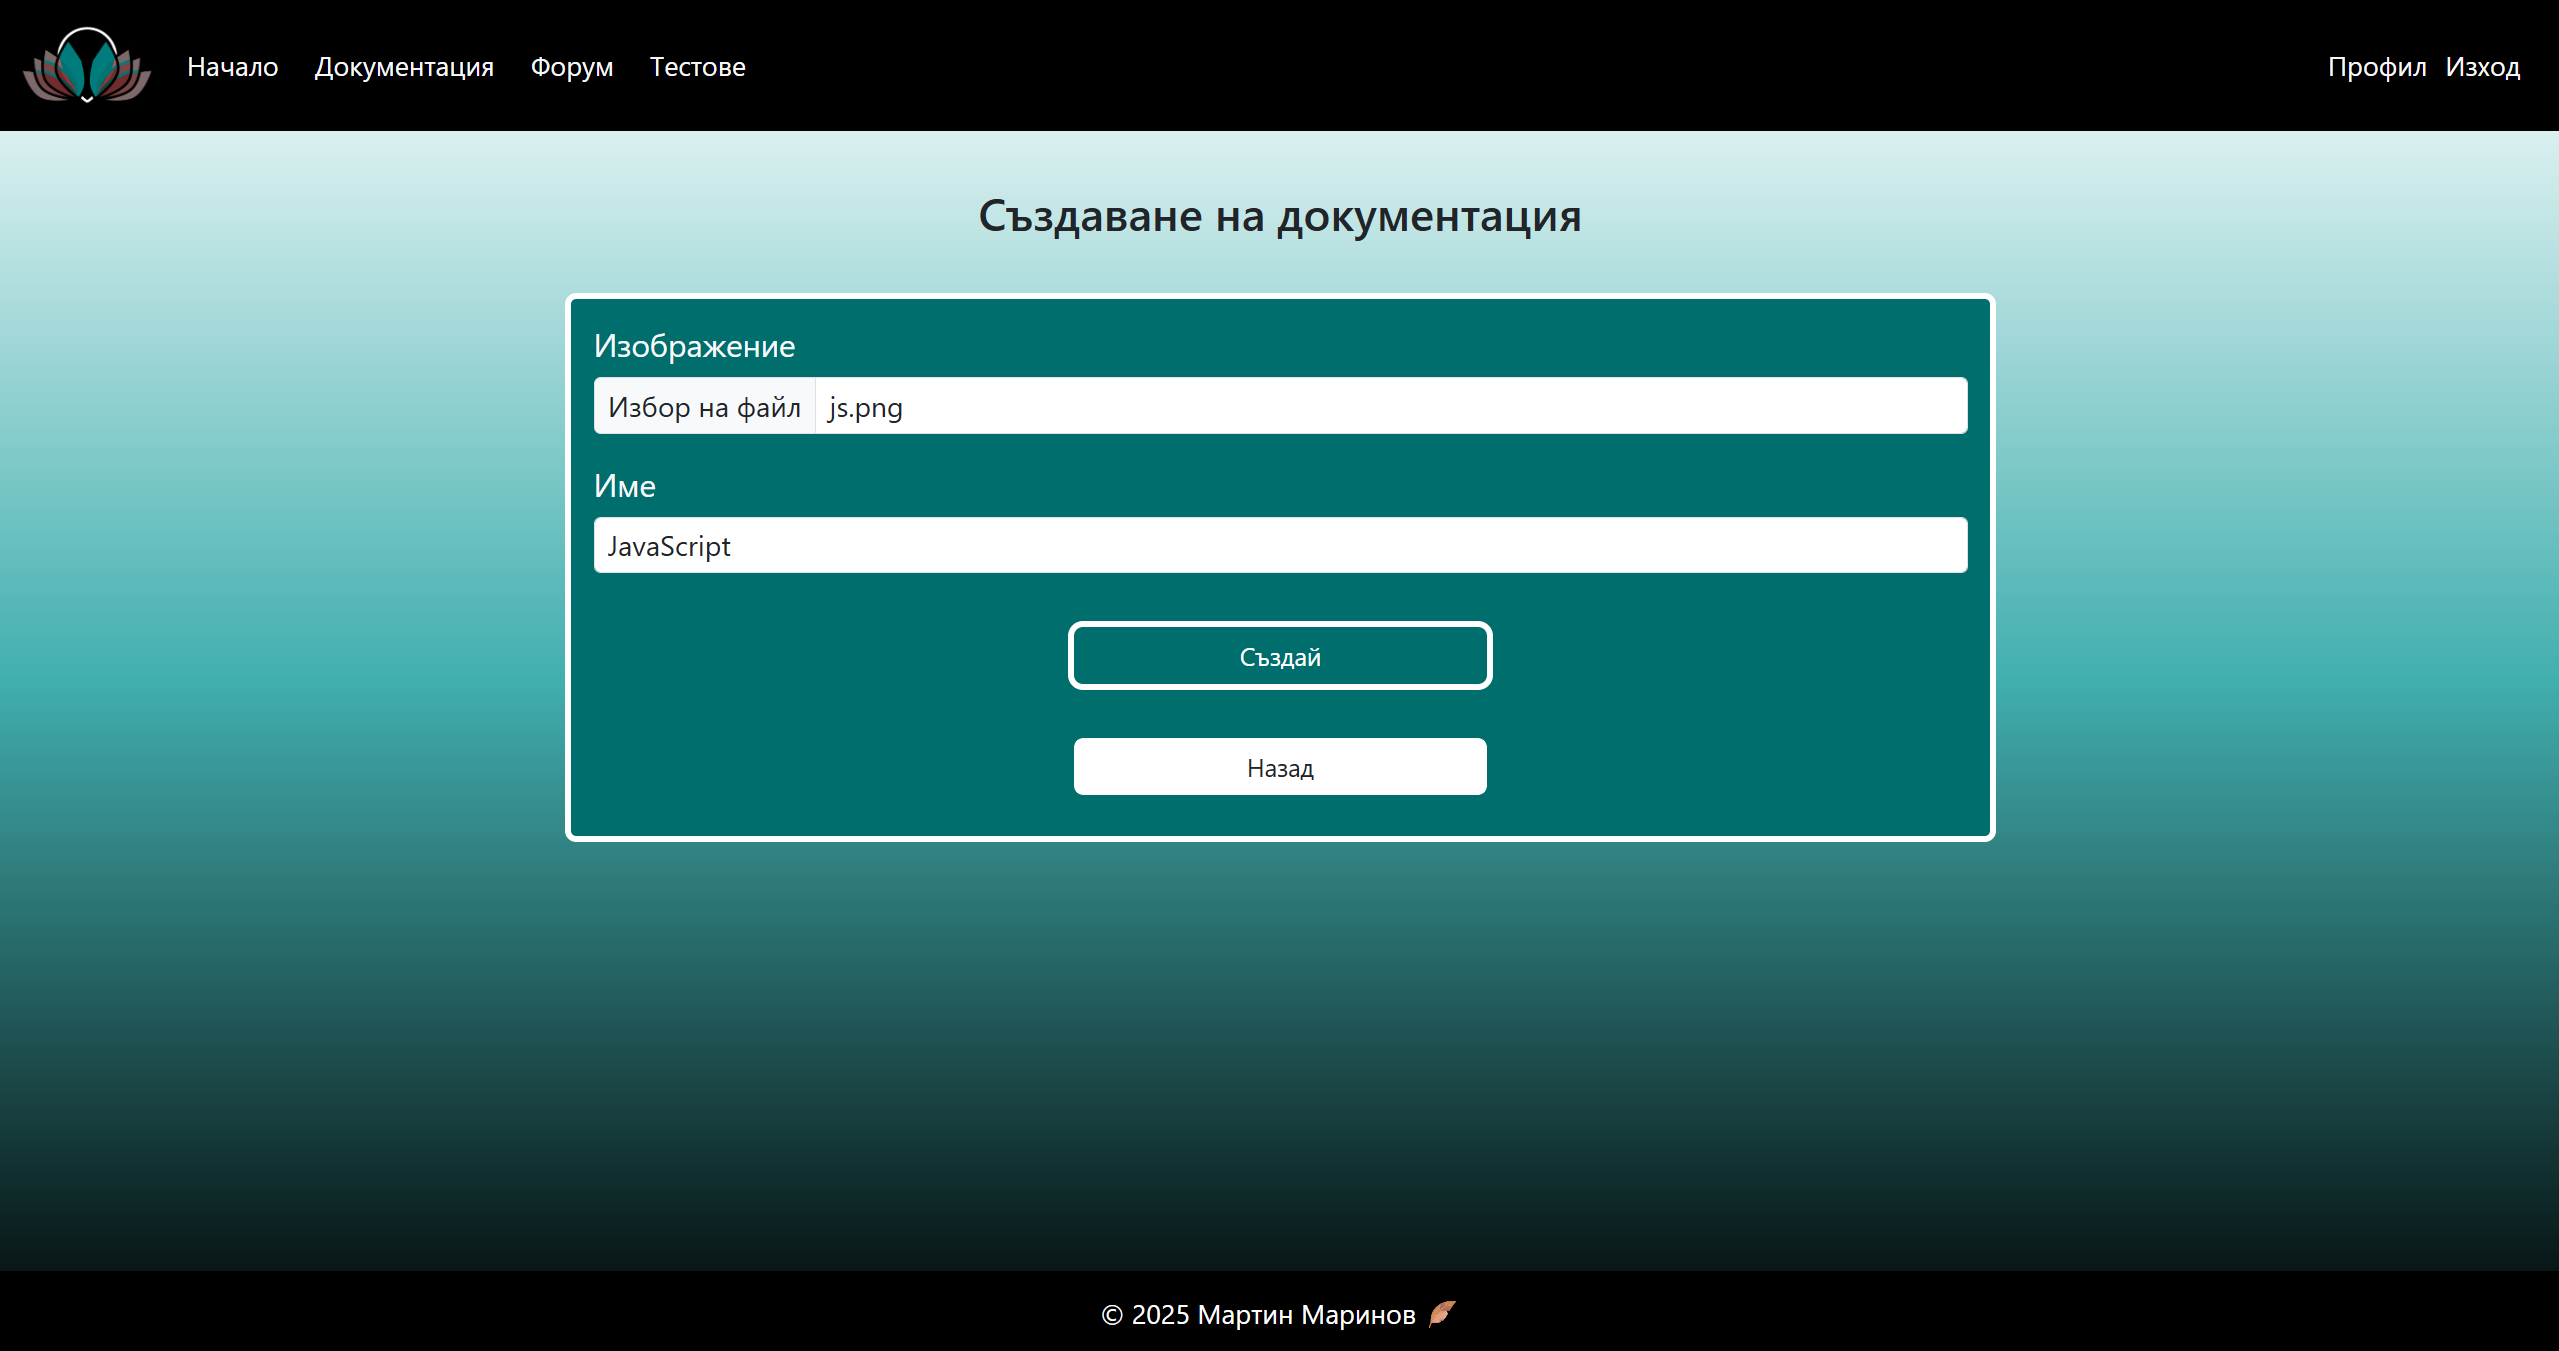 Начало Документация Форум Тестове Профил Изход
Създаване на документация
Изображение
Избор на файл js.png
Име
JavaScript
Създай
Назад
© 2025 Мартин Маринов 🪶